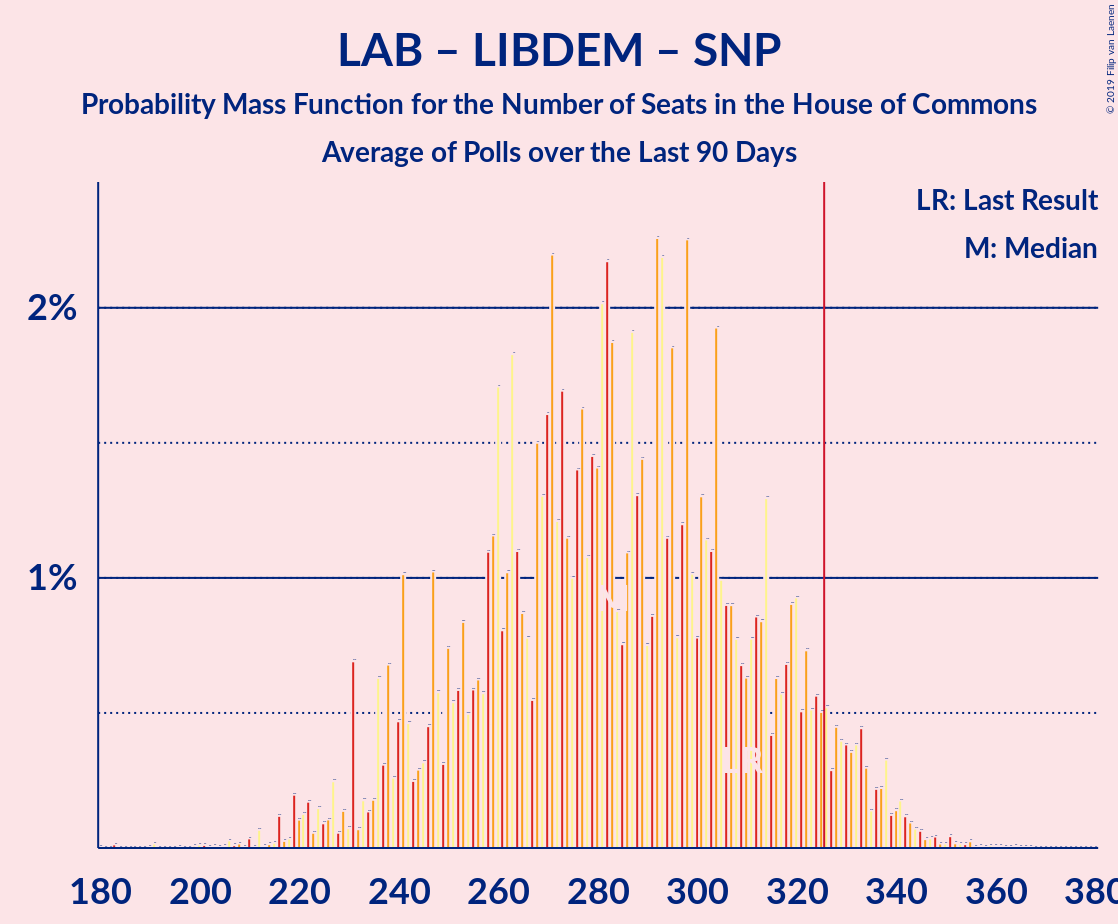 LAB – LIBDEM – SNP
Probability Mass Function for the Number of Seats in the House of Commons
Average of Polls over the Last 90 Days
© 2019 Filip van Laenen
LR: Last Result
M: Median
2%
1%
M
LR
180 200 220 240 260 280 300 320 340 360 380